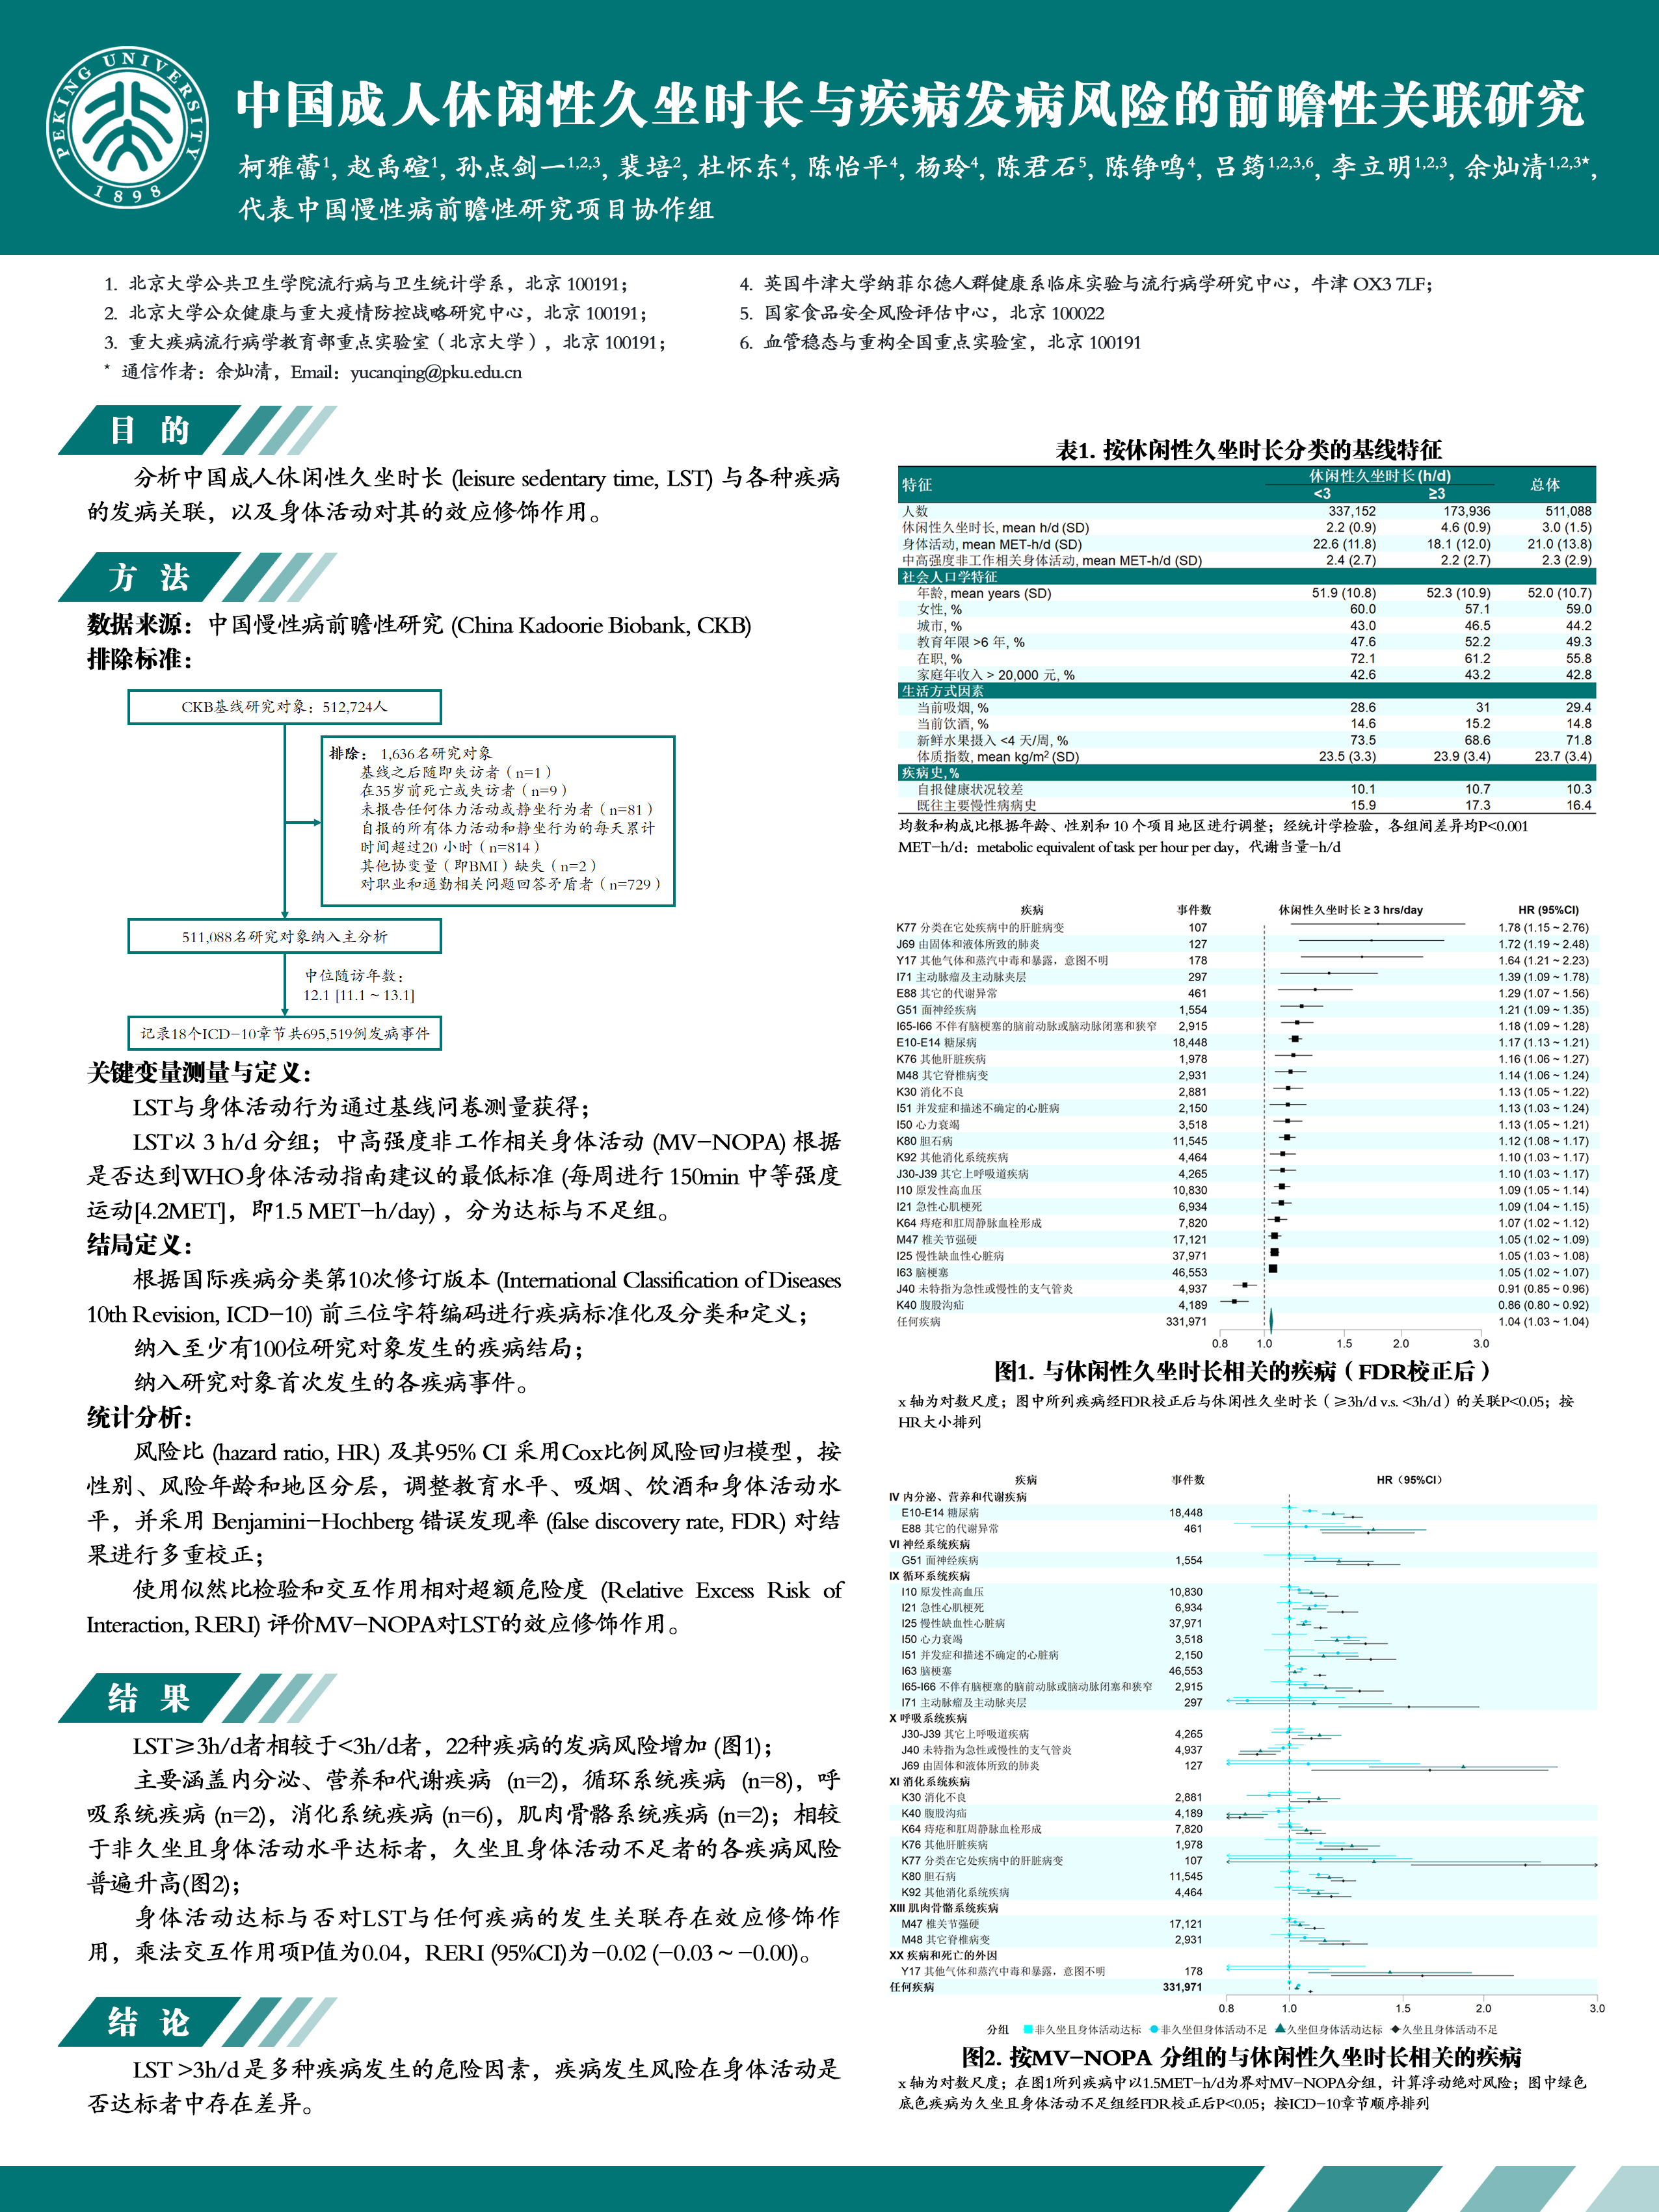 PEKING UNIVERSITY
1898
中国成人休闲性久坐时长与疾病发病风险的前瞻性关联研究
柯雅蕾1, 赵禹碹1, 孙点剑一1,2,3, 裴培2, 杜怀东4, 陈怡平4, 杨玲4, 陈君石5, 陈铮鸣4, 吕筠1,2,3,6, 李立明1,2,3, 余灿清1,2,3*,
代表中国慢性病前瞻性研究项目协作组
1. 北京大学公共卫生学院流行病与卫生统计学系，北京 100191；
2. 北京大学公众健康与重大疫情防控战略研究中心，北京 100191；
3. 重大疾病流行病学教育部重点实验室（北京大学），北京 100191；
* 通信作者：余灿清，Email：yucanqing@pku.edu.cn
4. 英国牛津大学纳菲尔德人群健康系临床实验与流行病学研究中心，牛津 OX3 7LF；
5. 国家食品安全风险评估中心，北京 100022
6. 血管稳态与重构全国重点实验室，北京 100191
目 的
分析中国成人休闲性久坐时长 (leisure sedentary time, LST) 与各种疾病
的发病关联，以及身体活动对其的效应修饰作用。
方 法
数据来源：中国慢性病前瞻性研究 (China Kadoorie Biobank, CKB)
排除标准：
CKB基线研究对象：512,724人
排除： 1,636名研究对象
基线之后随即失访者（n=1）
在35岁前死亡或失访者（n=9）
未报告任何体力活动或静坐行为者（n=81）
自报的所有体力活动和静坐行为的每天累计
时间超过20 小时（n=814）
其他协变量（即BMI）缺失（n=2）
对职业和通勤相关问题回答矛盾者（n=729）
511,088名研究对象纳入主分析
中位随访年数：
12.1 [11.1 ~ 13.1]
记录18个ICD-10章节共695,519例发病事件
关键变量测量与定义：
LST与身体活动行为通过基线问卷测量获得；
LST以 3 h/d 分组；中高强度非工作相关身体活动 (MV-NOPA) 根据
是否达到WHO身体活动指南建议的最低标准 (每周进行 150min 中等强度
运动[4.2MET]，即1.5 MET-h/day) ，分为达标与不足组。
结局定义：
根据国际疾病分类第10次修订版本 (International Classification of Diseases
10th Revision, ICD-10) 前三位字符编码进行疾病标准化及分类和定义；
纳入至少有100位研究对象发生的疾病结局；
纳入研究对象首次发生的各疾病事件。
统计分析：
风险比 (hazard ratio, HR) 及其95% CI 采用Cox比例风险回归模型，按
性别、风险年龄和地区分层，调整教育水平、吸烟、饮酒和身体活动水
平，并采用 Benjamini-Hochberg 错误发现率 (false discovery rate, FDR) 对结
果进行多重校正；
使用似然比检验和交互作用相对超额危险度 (Relative Excess Risk of
Interaction, RERI) 评价MV-NOPA对LST的效应修饰作用。
结 果
LST≥3h/d者相较于<3h/d者，22种疾病的发病风险增加 (图1)；
主要涵盖内分泌、营养和代谢疾病 (n=2)，循环系统疾病 (n=8)，呼
吸系统疾病 (n=2)，消化系统疾病 (n=6)，肌肉骨骼系统疾病 (n=2)；相较
于非久坐且身体活动水平达标者，久坐且身体活动不足者的各疾病风险
普遍升高(图2)；
身体活动达标与否对LST与任何疾病的发生关联存在效应修饰作
用，乘法交互作用项P值为0.04，RERI (95%CI)为-0.02 (-0.03 ~ -0.00)。
结 论
LST >3h/d 是多种疾病发生的危险因素，疾病发生风险在身体活动是
否达标者中存在差异。
表1. 按休闲性久坐时长分类的基线特征
特征 休闲性久坐时长 (h/d) 总体
<3 ≥3
人数 337,152 173,936 511,088
休闲性久坐时长, mean h/d (SD) 2.2 (0.9) 4.6 (0.9) 3.0 (1.5)
身体活动, mean MET-h/d (SD) 22.6 (11.8) 18.1 (12.0) 21.0 (13.8)
中高强度非工作相关身体活动, mean MET-h/d (SD) 2.4 (2.7) 2.2 (2.7) 2.3 (2.9)
社会人口学特征
年龄, mean years (SD) 51.9 (10.8) 52.3 (10.9) 52.0 (10.7)
女性, % 60.0 57.1 59.0
城市, % 43.0 46.5 44.2
教育年限 >6 年, % 47.6 52.2 49.3
在职, % 72.1 61.2 55.8
家庭年收入 > 20,000 元, % 42.6 43.2 42.8
生活方式因素
当前吸烟, % 28.6 31 29.4
当前饮酒, % 14.6 15.2 14.8
新鲜水果摄入 <4 天/周, % 73.5 68.6 71.8
体质指数, mean kg/m2 (SD) 23.5 (3.3) 23.9 (3.4) 23.7 (3.4)
疾病史, %
自报健康状况较差 10.1 10.7 10.3
既往主要慢性病病史 15.9 17.3 16.4
均数和构成比根据年龄、性别和 10 个项目地区进行调整；经统计学检验，各组间差异均P<0.001
MET-h/d：metabolic equivalent of task per hour per day，代谢当量-h/d
疾病 事件数 休闲性久坐时长 ≥ 3 hrs/day HR (95%CI)
K77 分类在它处疾病中的肝脏病变 107 1.78 (1.15 ~ 2.76)
J69 由固体和液体所致的肺炎 127 1.72 (1.19 ~ 2.48)
Y17 其他气体和蒸汽中毒和暴露，意图不明 178 1.64 (1.21 ~ 2.23)
I71 主动脉瘤及主动脉夹层 297 1.39 (1.09 ~ 1.78)
E88 其它的代谢异常 461 1.29 (1.07 ~ 1.56)
G51 面神经疾病 1,554 1.21 (1.09 ~ 1.35)
I65-I66 不伴有脑梗塞的脑前动脉或脑动脉闭塞和狭窄 2,915 1.18 (1.09 ~ 1.28)
E10-E14 糖尿病 18,448 1.17 (1.13 ~ 1.21)
K76 其他肝脏疾病 1,978 1.16 (1.06 ~ 1.27)
M48 其它脊椎病变 2,931 1.14 (1.06 ~ 1.24)
K30 消化不良 2,881 1.13 (1.05 ~ 1.22)
I51 并发症和描述不确定的心脏病 2,150 1.13 (1.03 ~ 1.24)
I50 心力衰竭 3,518 1.13 (1.05 ~ 1.21)
K80 胆石病 11,545 1.12 (1.08 ~ 1.17)
K92 其他消化系统疾病 4,464 1.10 (1.03 ~ 1.17)
J30-J39 其它上呼吸道疾病 4,265 1.10 (1.03 ~ 1.17)
I10 原发性高血压 10,830 1.09 (1.05 ~ 1.14)
I21 急性心肌梗死 6,934 1.09 (1.04 ~ 1.15)
K64 痔疮和肛周静脉血栓形成 7,820 1.07 (1.02 ~ 1.12)
M47 椎关节强硬 17,121 1.05 (1.02 ~ 1.09)
I25 慢性缺血性心脏病 37,971 1.05 (1.03 ~ 1.08)
I63 脑梗塞 46,553 1.05 (1.02 ~ 1.07)
J40 未特指为急性或慢性的支气管炎 4,937 0.91 (0.85 ~ 0.96)
K40 腹股沟疝 4,189 0.86 (0.80 ~ 0.92)
任何疾病 331,971 1.04 (1.03 ~ 1.04)
0.8 1.0 1.5 2.0 3.0
图1. 与休闲性久坐时长相关的疾病（FDR校正后）
x 轴为对数尺度；图中所列疾病经FDR校正后与休闲性久坐时长（≥3h/d v.s. <3h/d）的关联P<0.05；按
HR大小排列
疾病 事件数 HR（95%CI）
IV 内分泌、营养和代谢疾病
E10-E14 糖尿病 18,448
E88 其它的代谢异常 461
VI 神经系统疾病
G51 面神经疾病 1,554
IX 循环系统疾病
I10 原发性高血压 10,830
I21 急性心肌梗死 6,934
I25 慢性缺血性心脏病 37,971
I50 心力衰竭 3,518
I51 并发症和描述不确定的心脏病 2,150
I63 脑梗塞 46,553
I65-I66 不伴有脑梗塞的脑前动脉或脑动脉闭塞和狭窄 2,915
I71 主动脉瘤及主动脉夹层 297
X 呼吸系统疾病
J30-J39 其它上呼吸道疾病 4,265
J40 未特指为急性或慢性的支气管炎 4,937
J69 由固体和液体所致的肺炎 127
XI 消化系统疾病
K30 消化不良 2,881
K40 腹股沟疝 4,189
K64 痔疮和肛周静脉血栓形成 7,820
K76 其他肝脏疾病 1,978
K77 分类在它处疾病中的肝脏病变 107
K80 胆石病 11,545
K92 其他消化系统疾病 4,464
XIII 肌肉骨骼系统疾病
M47 椎关节强硬 17,121
M48 其它脊椎病变 2,931
XX 疾病和死亡的外因
Y17 其他气体和蒸汽中毒和暴露，意图不明 178
任何疾病 331,971
0.8 1.0 1.5 2.0 3.0
分组 非久坐且身体活动达标 非久坐但身体活动不足 久坐但身体活动达标 久坐且身体活动不足
图2. 按MV-NOPA 分组的与休闲性久坐时长相关的疾病
x 轴为对数尺度；在图1所列疾病中以1.5MET-h/d为界对MV-NOPA分组，计算浮动绝对风险；图中绿色
底色疾病为久坐且身体活动不足组经FDR校正后P<0.05；按ICD-10章节顺序排列